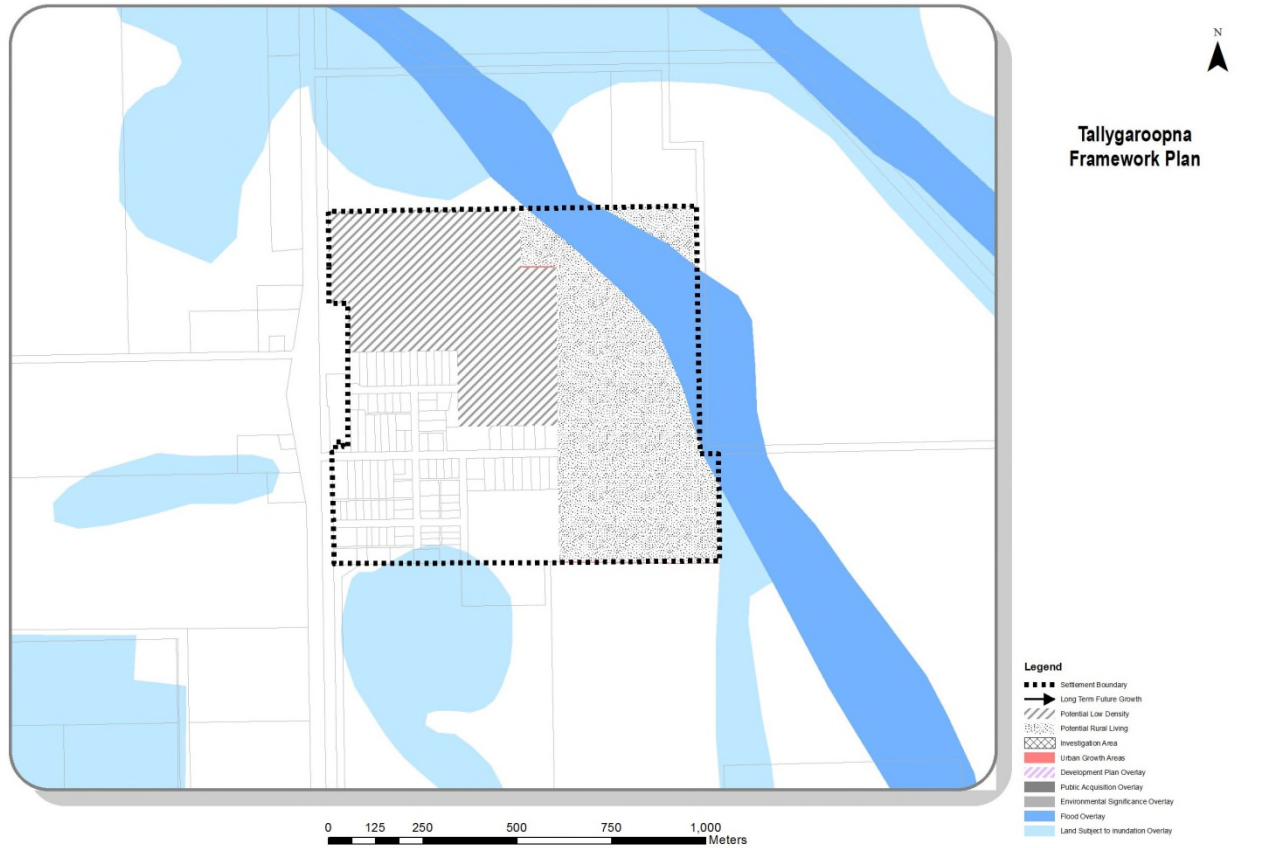 N
Tallygaroopna
Framework Plan
Legend
Settlement Boundary
Long Term Future Growth
Potential Low Density
Potential Rural Living
Investigation Area
Urban Growth Areas
Development Plan Overlay
Public Acquisition Overlay
Environmental Significance Overlay
Flood Overlay
Land Subject to inundation Overlay
0 125 250 500 750 1,000
Meters